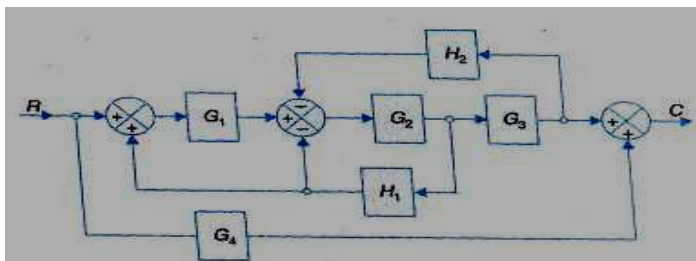 H₂
R + + G₁ + − − G₂ G₃ + + C
H₁
G₄